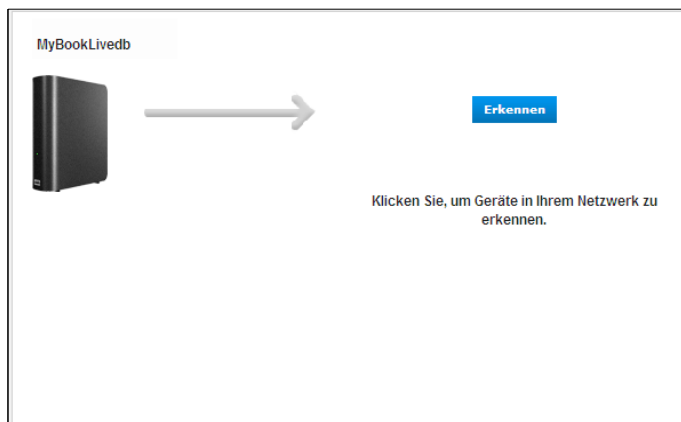 MyBookLivedb
Erkennen
Klicken Sie, um Geräte in Ihrem Netzwerk zu
erkennen.